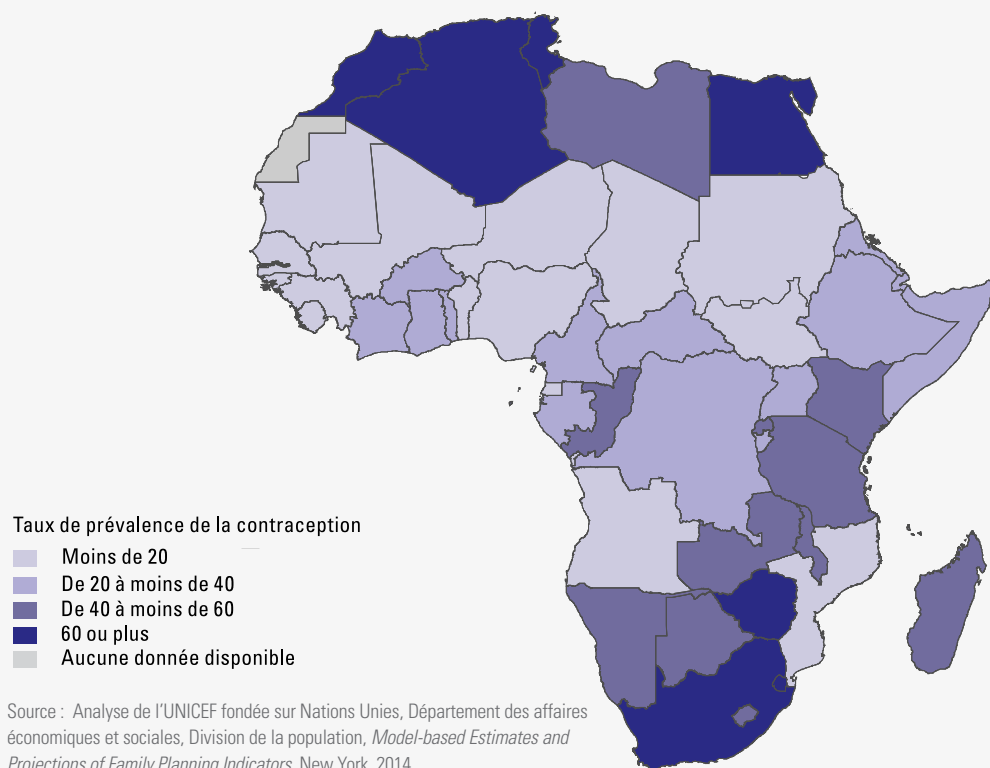 Taux de prévalence de la contraception
Moins de 20
De 20 à moins de 40
De 40 à moins de 60
60 ou plus
Aucune donnée disponible
Source : Analyse de l’UNICEF fondée sur Nations Unies, Département des affaires
économiques et sociales, Division de la population, Model-based Estimates and
Projections of Family Planning Indicators, New York, 2014